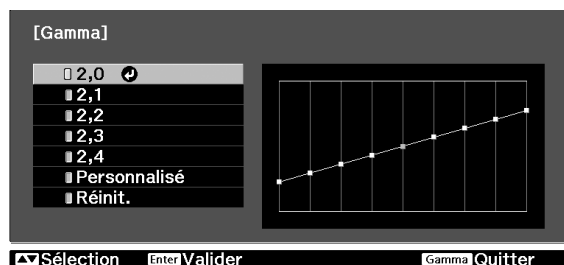 [Gamma]
2,0
2,1
2,2
2,3
2,4
Personnalisé
Réinit.
Sélection Enter Valider Gamma Quitter